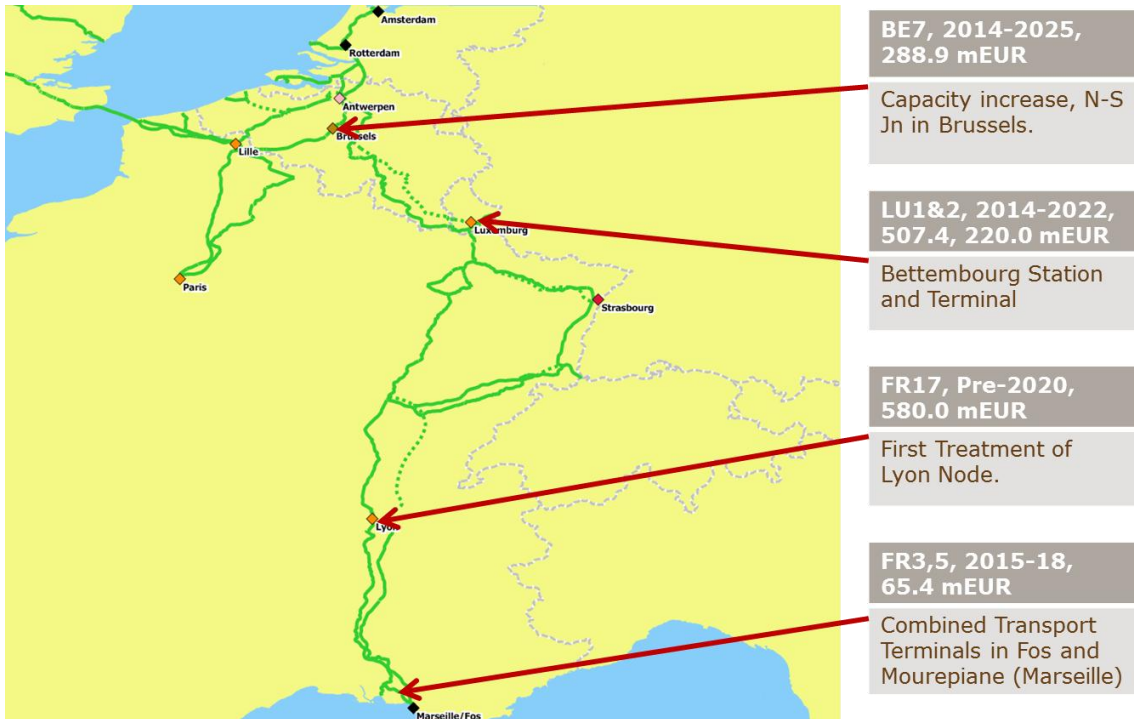 Amsterdam
Rotterdam
Antwerpen
Brussels
Lille
Luxemburg
Paris
Strasbourg
Lyon
Marseille/Fos
BE7, 2014-2025,
288.9 mEUR
Capacity increase, N-S
Jn in Brussels.
LU1&2, 2014-2022,
507.4, 220.0 mEUR
Bettembourg Station
and Terminal
FR17, Pre-2020,
580.0 mEUR
First Treatment of
Lyon Node.
FR3,5, 2015-18,
65.4 mEUR
Combined Transport
Terminals in Fos and
Mourepiane (Marseille)